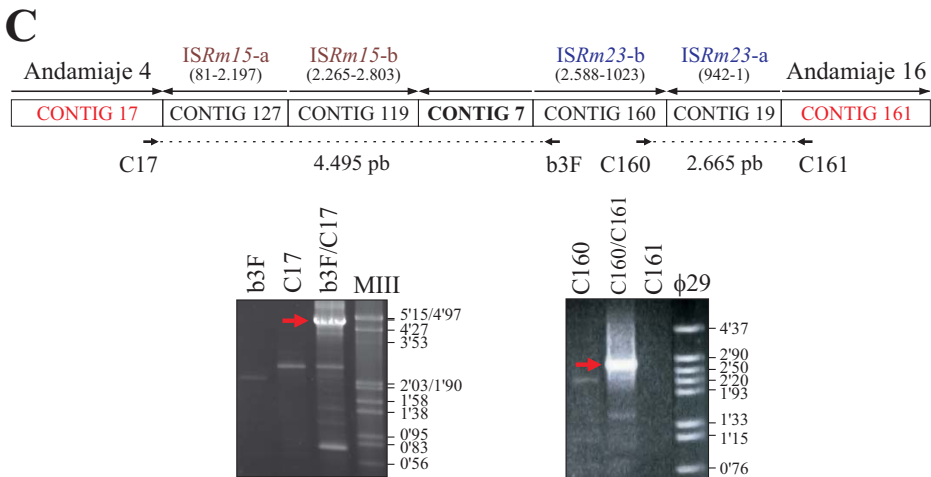 C
ISRm15-a ISRm15-b ISRm23-b ISRm23-a
Andamiaje 4 (81-2.197) (2.265-2.803) (2.588-1023) (942-1) Andamiaje 16
CONTIG 17 CONTIG 127 CONTIG 119 CONTIG 7 CONTIG 160 CONTIG 19 CONTIG 161
C17 4.495 pb b3F C160 2.665 pb C161
b3F C17 b3F/C17 MIII
5'15/4'97
4'27
3'53
2'03/1'90
1'58
1'38
0'95
0'83
0'56
C160 C160/C161 C161 ϕ29
4'37
2'90
2'50
2'20
1'93
1'33
1'15
0'76